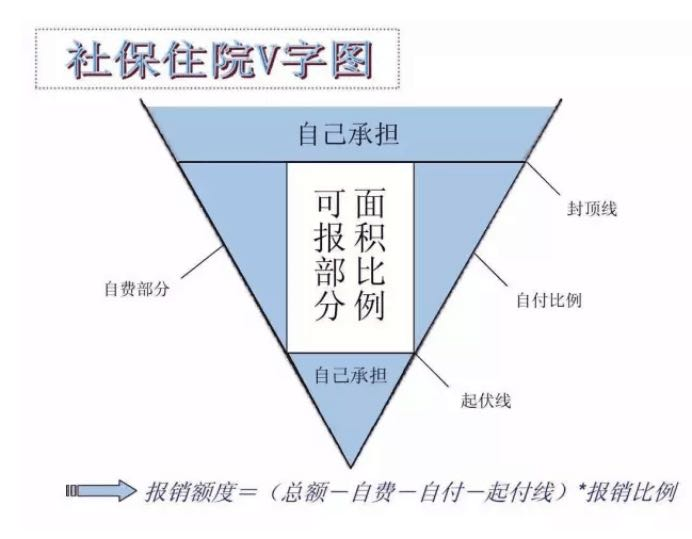 社保住院V字图
自己承担
封顶线
可报部分
面积比例
自费部分
自付比例
自己承担
起伏线
报销额度＝（总额－自费－自付－起付线）*报销比例